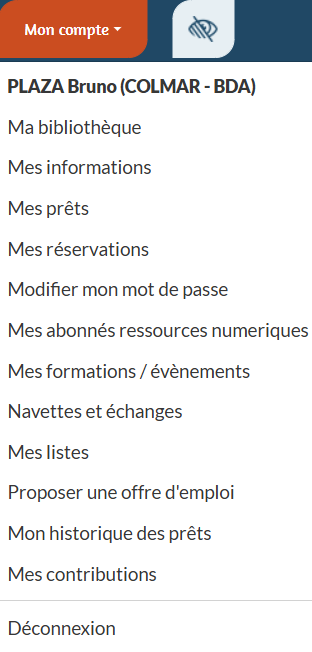 Mon compte
PLAZA Bruno (COLMAR - BDA)
Ma bibliothèque
Mes informations
Mes prêts
Mes réservations
Modifier mon mot de passe
Mes abonnés ressources numeriques
Mes formations / évènements
Navettes et échanges
Mes listes
Proposer une offre d'emploi
Mon historique des prêts
Mes contributions
Déconnexion